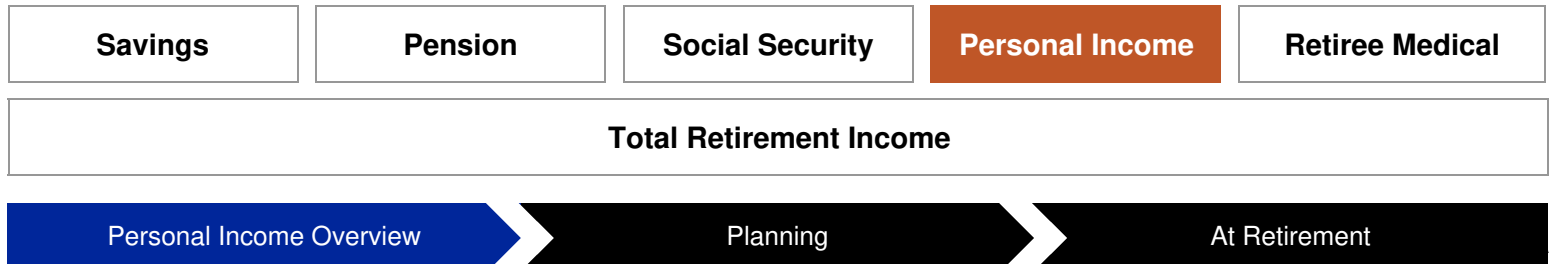 Savings
Pension
Social Security
Personal Income
Retiree Medical
Total Retirement Income
Personal Income Overview
Planning
At Retirement